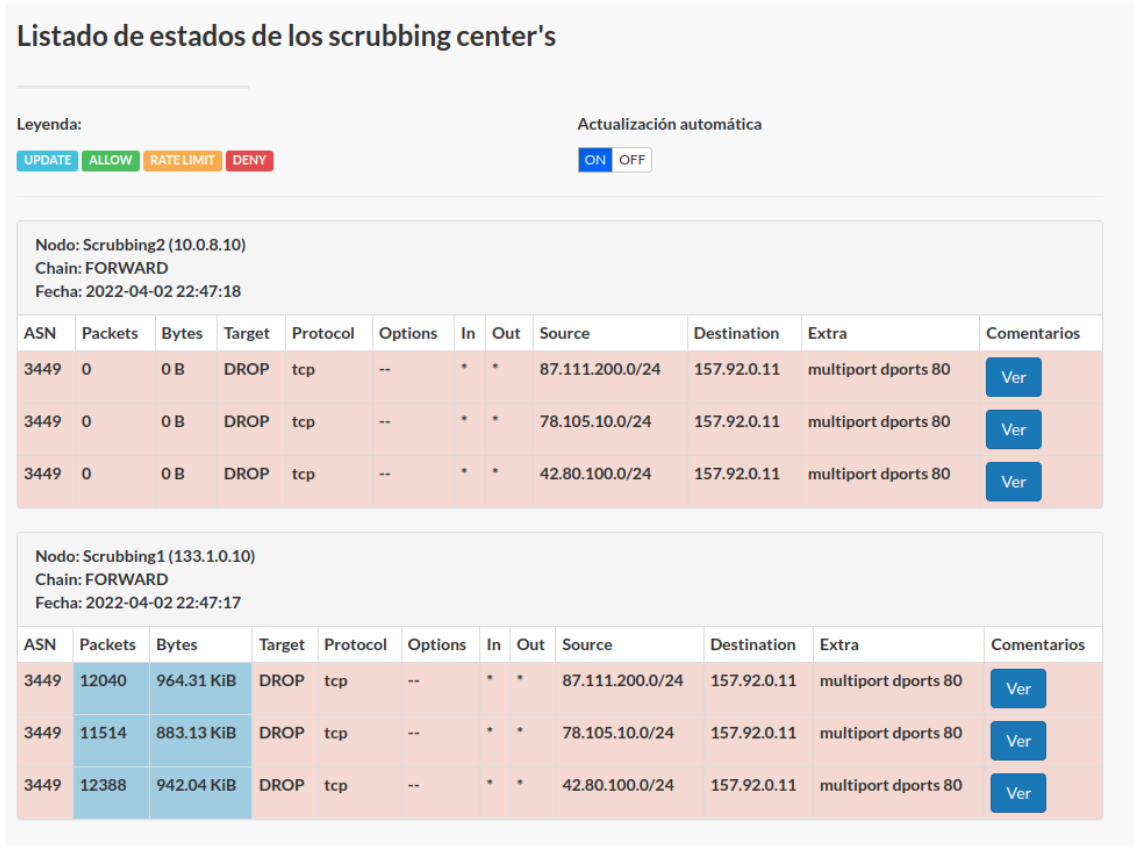 Listado de estados de los scrubbing center's
Leyenda:
UPDATE ALLOW RATE LIMIT DENY
Actualización automática
ON OFF
Nodo: Scrubbing2 (10.0.8.10)
Chain: FORWARD
Fecha: 2022-04-02 22:47:18
ASN Packets Bytes Target Protocol Options In Out Source Destination Extra Comentarios
3449 0 0 B DROP tcp -- * * 87.111.200.0/24 157.92.0.11 multiport dports 80 Ver
3449 0 0 B DROP tcp -- * * 78.105.10.0/24 157.92.0.11 multiport dports 80 Ver
3449 0 0 B DROP tcp -- * * 42.80.100.0/24 157.92.0.11 multiport dports 80 Ver
Nodo: Scrubbing1 (133.1.0.10)
Chain: FORWARD
Fecha: 2022-04-02 22:47:17
ASN Packets Bytes Target Protocol Options In Out Source Destination Extra Comentarios
3449 12040 964.31 KiB DROP tcp -- * * 87.111.200.0/24 157.92.0.11 multiport dports 80 Ver
3449 11514 883.13 KiB DROP tcp -- * * 78.105.10.0/24 157.92.0.11 multiport dports 80 Ver
3449 12388 942.04 KiB DROP tcp -- * * 42.80.100.0/24 157.92.0.11 multiport dports 80 Ver